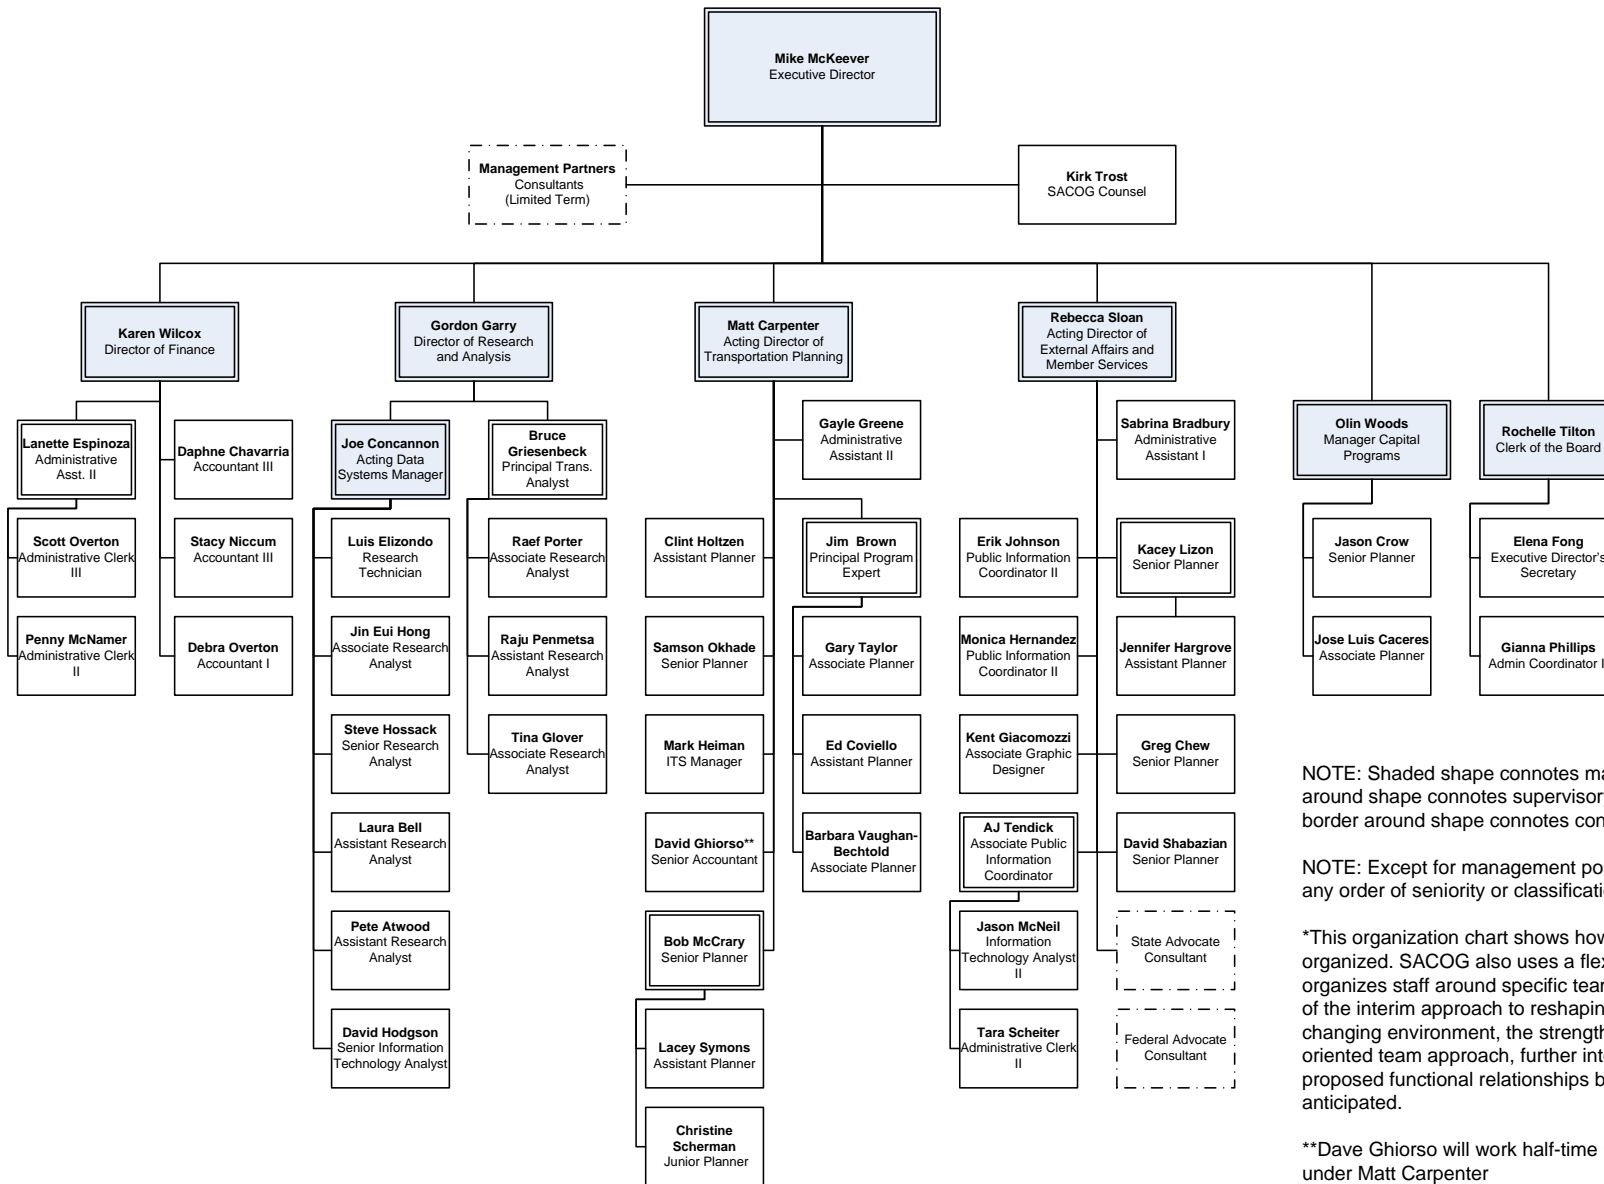 Mike McKeever
Executive Director
Management Partners
Consultants
(Limited Term)
Kirk Trost
SACOG Counsel
Karen Wilcox
Director of Finance
Gordon Garry
Director of Research
and Analysis
Matt Carpenter
Acting Director of
Transportation Planning
Rebecca Sloan
Acting Director of
External Affairs and
Member Services
Olin Woods
Manager Capital
Programs
Rochelle Tilton
Clerk of the Board
Lanette Espinoza
Administrative
Asst. II
Daphne Chavarria
Accountant III
Scott Overton
Administrative Clerk
III
Stacy Niccum
Accountant III
Penny McNamer
Administrative Clerk
II
Debra Overton
Accountant I
Joe Concannon
Acting Data
Systems Manager
Bruce
Griesenbeck
Principal Trans.
Analyst
Luis Elizondo
Research
Technician
Raef Porter
Associate Research
Analyst
Jin Eui Hong
Associate Research
Analyst
Raju Penmetsa
Assistant Research
Analyst
Steve Hossack
Senior Research
Analyst
Tina Glover
Associate Research
Analyst
Laura Bell
Assistant Research
Analyst
Pete Atwood
Assistant Research
Analyst
David Hodgson
Senior Information
Technology Analyst
Gayle Greene
Administrative
Assistant II
Clint Holtzen
Assistant Planner
Jim Brown
Principal Program
Expert
Samson Okhade
Senior Planner
Gary Taylor
Associate Planner
Mark Heiman
ITS Manager
Ed Coviello
Assistant Planner
David Ghiorso**
Senior Accountant
Barbara Vaughan-
Bechtold
Associate Planner
Bob McCrary
Senior Planner
Lacey Symons
Assistant Planner
Christine
Scherman
Junior Planner
Sabrina Bradbury
Administrative
Assistant I
Erik Johnson
Public Information
Coordinator II
Kacey Lizon
Senior Planner
Monica Hernandez
Public Information
Coordinator II
Jennifer Hargrove
Assistant Planner
Kent Giacomozzi
Associate Graphic
Designer
Greg Chew
Senior Planner
AJ Tendick
Associate Public
Information
Coordinator
David Shabazian
Senior Planner
Jason McNeil
Information
Technology Analyst
II
State Advocate
Consultant
Tara Scheiter
Administrative Clerk
II
Federal Advocate
Consultant
Jason Crow
Senior Planner
Jose Luis Caceres
Associate Planner
Elena Fong
Executive Director's
Secretary
Gianna Phillips
Admin Coordinator
NOTE: Shaded shape connotes
around shape connotes
border around shape connotes
NOTE: Except for management
any order of seniority or
*This organization chart shows
organized. SACOG also uses a
organizes staff around specific
of the interim approach to
changing environment, the
oriented team approach, further
proposed functional relationships
anticipated.
**Dave Ghiorso will work half-time
under Matt Carpenter